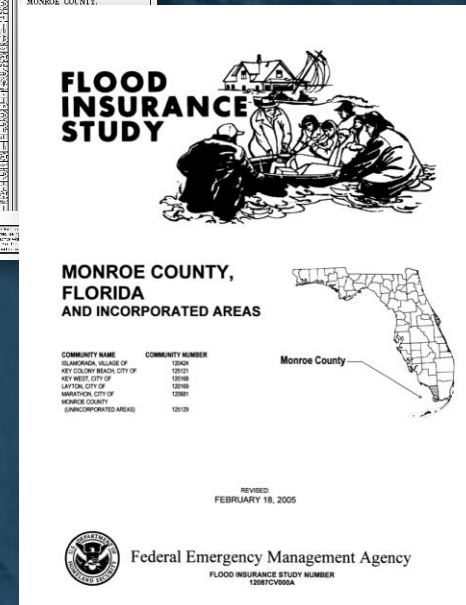 MONROE COUNTY.
FLOOD
INSURANCE
STUDY
MONROE COUNTY,
FLORIDA
AND INCORPORATED AREAS
COMMUNITY NAME COMMUNITY NUMBER
ISLAMORADA, VILLAGE OF 120424
KEY COLONY BEACH, CITY OF 125121
KEY WEST, CITY OF 120168
LAYTON, CITY OF 120169
MARATHON, CITY OF 120681
MONROE COUNTY
(UNINCORPORATED AREAS) 125129
Monroe County
REVISED:
FEBRUARY 18, 2005
Federal Emergency Management Agency
FLOOD INSURANCE STUDY NUMBER
12087CV000A